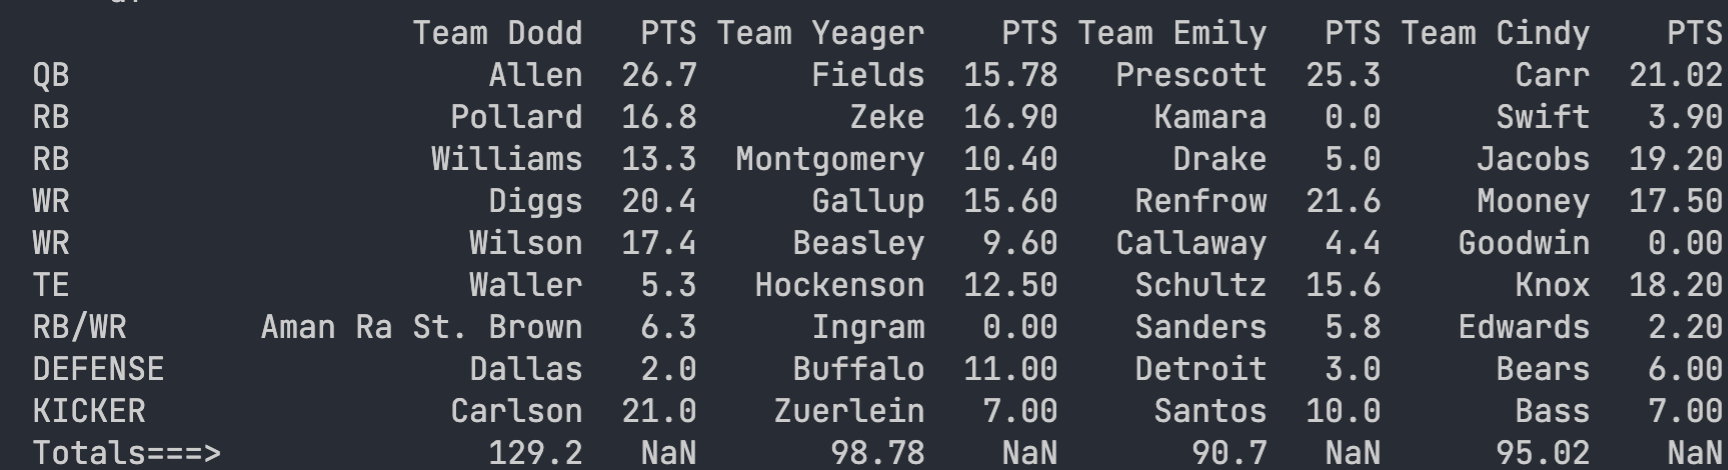 Team Dodd PTS Team Yeager PTS Team Emily PTS Team Cindy PTS
QB Allen 26.7 Fields 15.78 Prescott 25.3 Carr 21.02
RB Pollard 16.8 Zeke 16.90 Kamara 0.0 Swift 3.90
RB Williams 13.3 Montgomery 10.40 Drake 5.0 Jacobs 19.20
WR Diggs 20.4 Gallup 15.60 Renfrow 21.6 Mooney 17.50
WR Wilson 17.4 Beasley 9.60 Callaway 4.4 Goodwin 0.00
TE Waller 5.3 Hockenson 12.50 Schultz 15.6 Knox 18.20
RB/WR Aman Ra St. Brown 6.3 Ingram 0.00 Sanders 5.8 Edwards 2.20
DEFENSE Dallas 2.0 Buffalo 11.00 Detroit 3.0 Bears 6.00
KICKER Carlson 21.0 Zuerlein 7.00 Santos 10.0 Bass 7.00
Totals===> 129.2 NaN 98.78 NaN 90.7 NaN 95.02 NaN